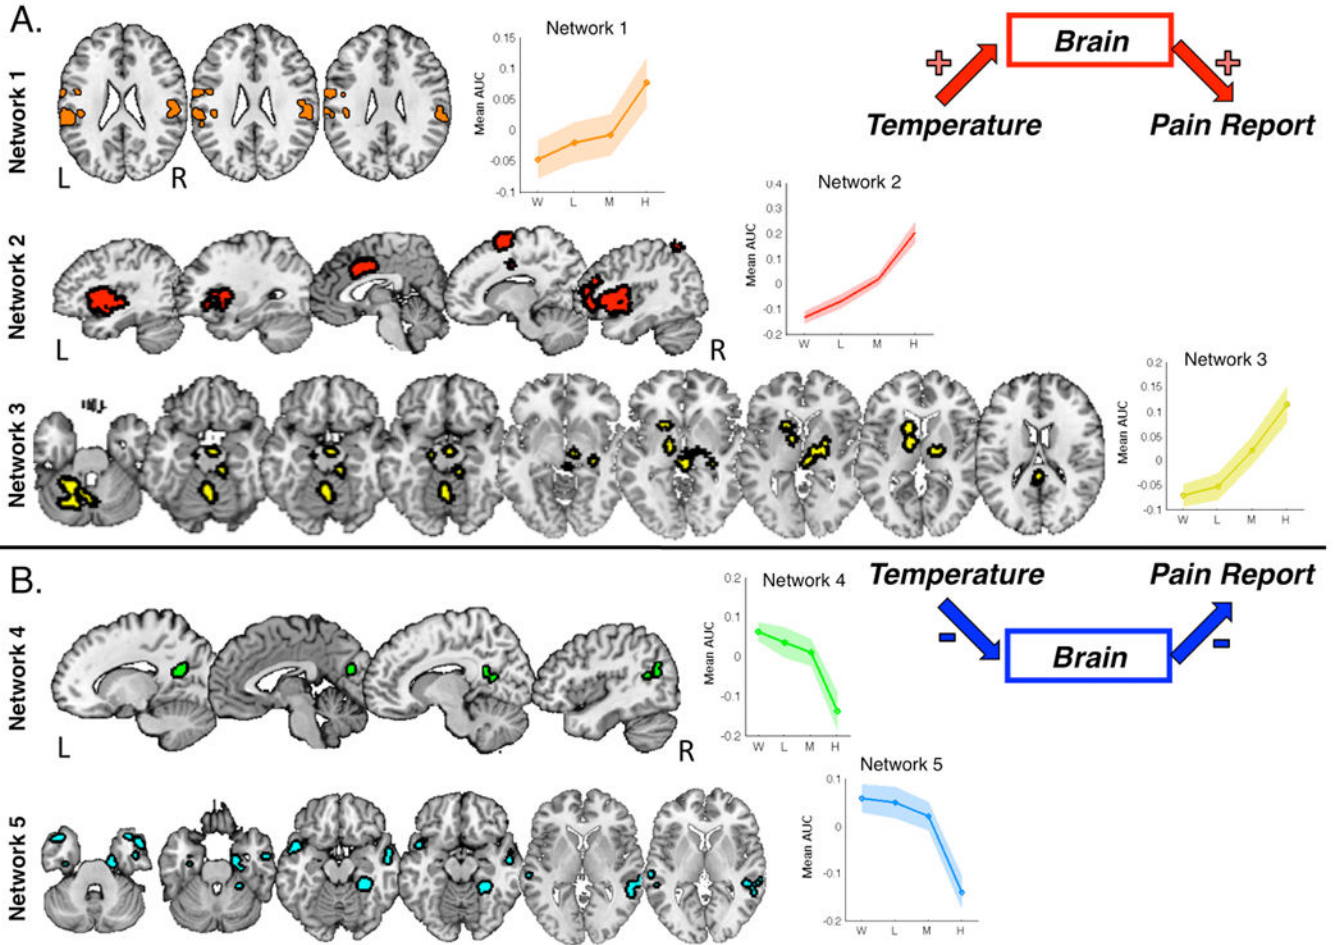 A.
Network 1
L
R
Network 1
Mean AUC
0.15
0.1
0.05
0
-0.05
-0.1
W L M H
+
Brain
+
Temperature
Pain Report
Network 2
L
R
Network 2
Mean AUC
0.4
0.3
0.2
0.1
0
-0.1
-0.2
W L M H
Network 3
Network 3
Mean AUC
0.2
0.15
0.1
0.05
0
-0.05
-0.1
W L M H
B.
Network 4
L
R
Network 4
Mean AUC
0.2
0.1
0
-0.1
-0.2
W L M H
Temperature
Pain Report
-
Brain
-
Network 5
Network 5
Mean AUC
0.1
0
-0.1
-0.2
W L M H